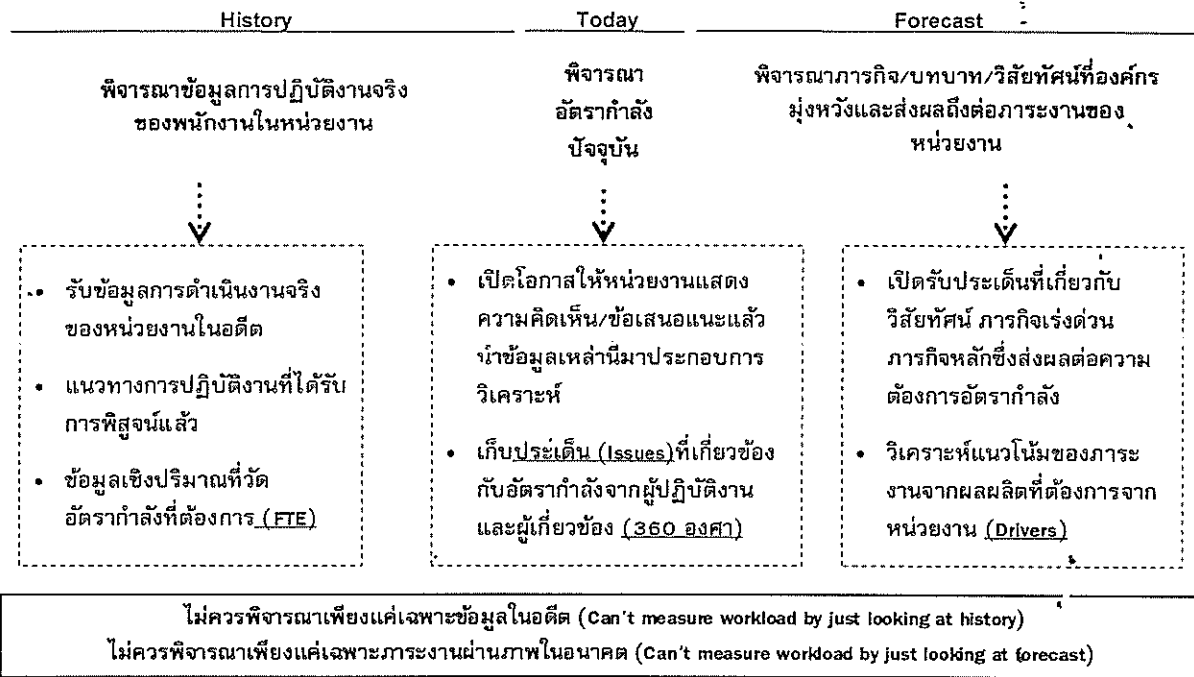 History
Today
Forecast
พิจารณาข้อมูลการปฏิบัติงานจริง
ของพนักงานในหน่วยงาน
พิจารณา
อัตรากำลัง
ปัจจุบัน
พิจารณาภารกิจ/บทบาท/วิสัยทัศน์ที่องค์กร
มุ่งหวังและส่งผลถึงต่อภาระงานของ
หน่วยงาน
• รับข้อมูลการดำเนินงานจริง
ของหน่วยงานในอดีต
• แนวทางการปฏิบัติงานที่ได้รับ
การพิสูจน์แล้ว
• ข้อมูลเชิงปริมาณที่วัด
อัตรากำลังที่ต้องการ (FTE)
• เปิดโอกาสให้หน่วยงานแสดง
ความคิดเห็น/ข้อเสนอแนะแล้ว
นำข้อมูลเหล่านี้มาประกอบการ
วิเคราะห์
• เก็บประเด็น (Issues)ที่เกี่ยวข้อง
กับอัตรากำลังจากผู้ปฏิบัติงาน
และผู้เกี่ยวข้อง (360 องศา)
• เปิดรับประเด็นที่เกี่ยวกับ
วิสัยทัศน์ ภารกิจเร่งด่วน
ภารกิจหลักซึ่งส่งผลต่อความ
ต้องการอัตรากำลัง
• วิเคราะห์แนวโน้มของภาระ
งานจากผลผลิตที่ต้องการจาก
หน่วยงาน (Drivers)
ไม่ควรพิจารณาเพียงแค่เฉพาะข้อมูลในอดีต (Can't measure workload by just looking at history)
ไม่ควรพิจารณาเพียงแค่เฉพาะภาระงานผ่านภาพในอนาคต (Can't measure workload by just looking at forecast)